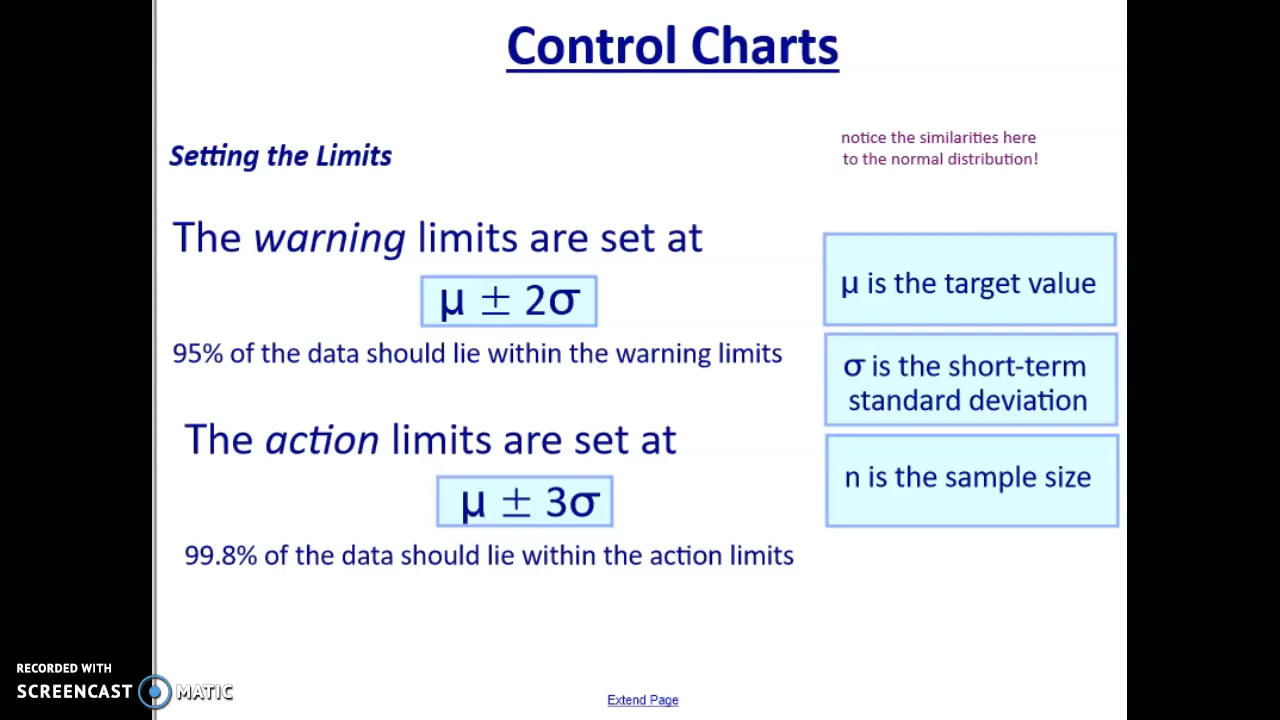 Control Charts
Setting the Limits
notice the similarities here
to the normal distribution!
The warning limits are set at
μ ± 2σ
95% of the data should lie within the warning limits
The action limits are set at
μ ± 3σ
99.8% of the data should lie within the action limits
μ is the target value
σ is the short-term
standard deviation
n is the sample size
RECORDED WITH
SCREENCAST MATIC
Extend Page